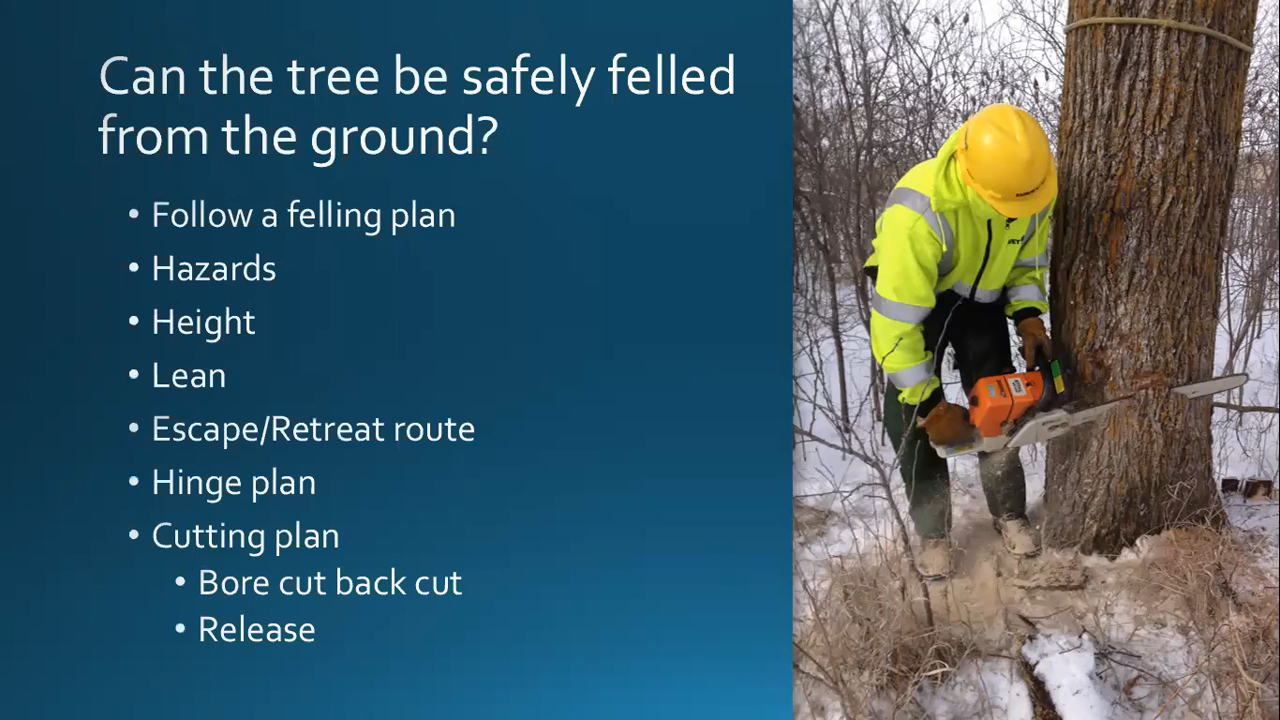 Can the tree be safely felled
from the ground?
• Follow a felling plan
• Hazards
• Height
• Lean
• Escape/Retreat route
• Hinge plan
• Cutting plan
• Bore cut back cut
• Release